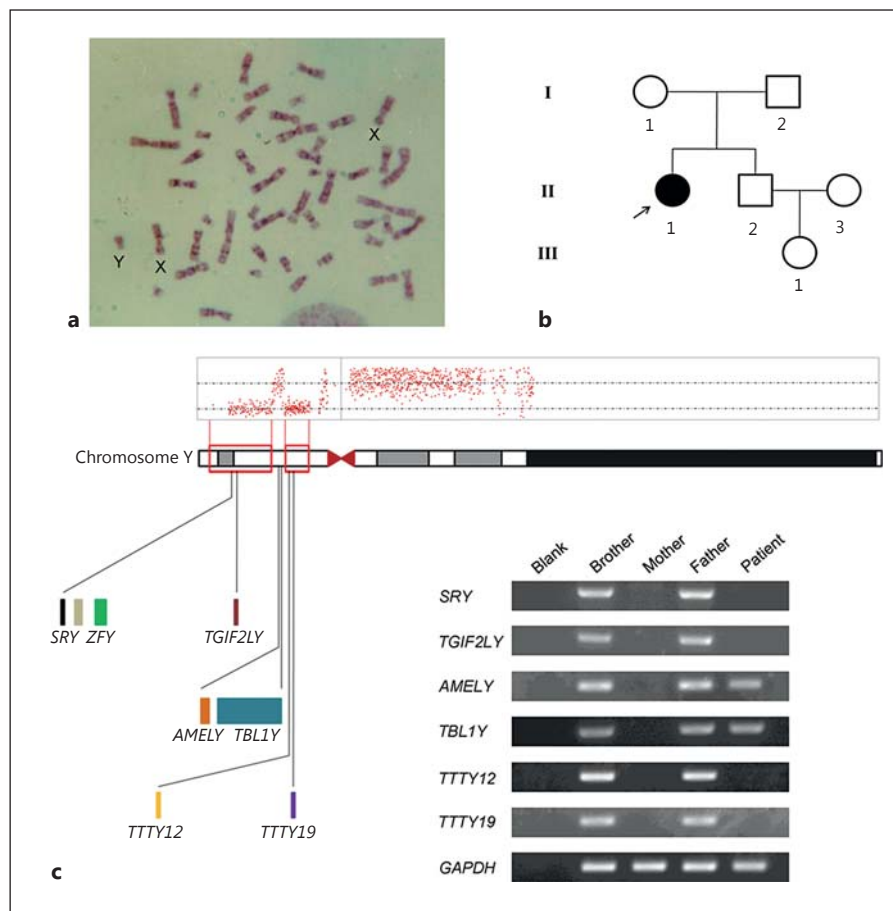 X
Y
X
a
I
1
2
II
1
2
3
III
1
b
Chromosome Y
SRY ZFY
TGIF2LY
AMELY TBL1Y
TTTY12
TTTY19
Blank
Brother
Mother
Father
Patient
SRY
TGIF2LY
AMELY
TBL1Y
TTTY12
TTTY19
GAPDH
c